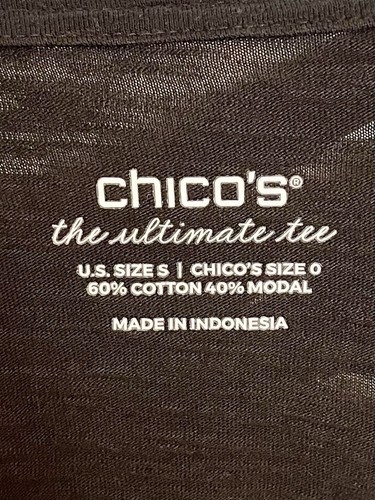 chico's®
the ultimate tee
U.S. SIZE S | CHICO'S SIZE 0
60% COTTON 40% MODAL
MADE IN INDONESIA